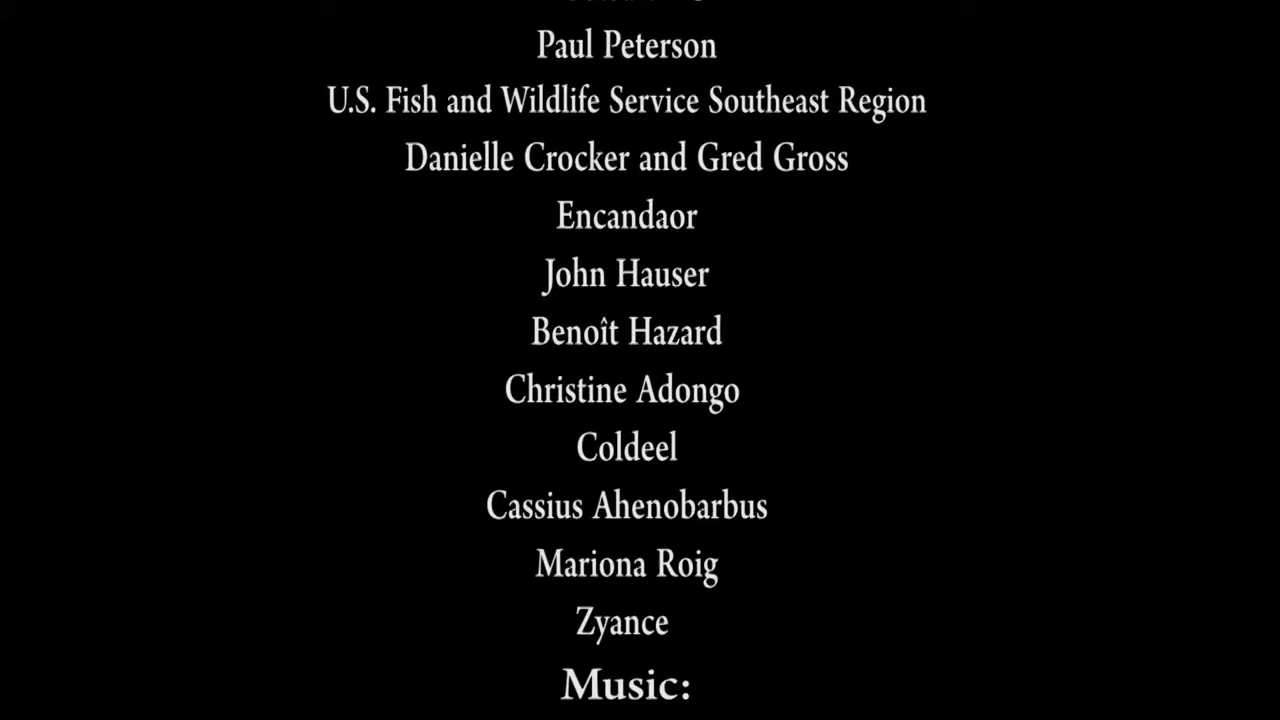 Paul Peterson
U.S. Fish and Wildlife Service Southeast Region
Danielle Crocker and Gred Gross
Encandaor
John Hauser
Benoît Hazard
Christine Adongo
Coldeel
Cassius Ahenobarbus
Mariona Roig
Zyance
Music: